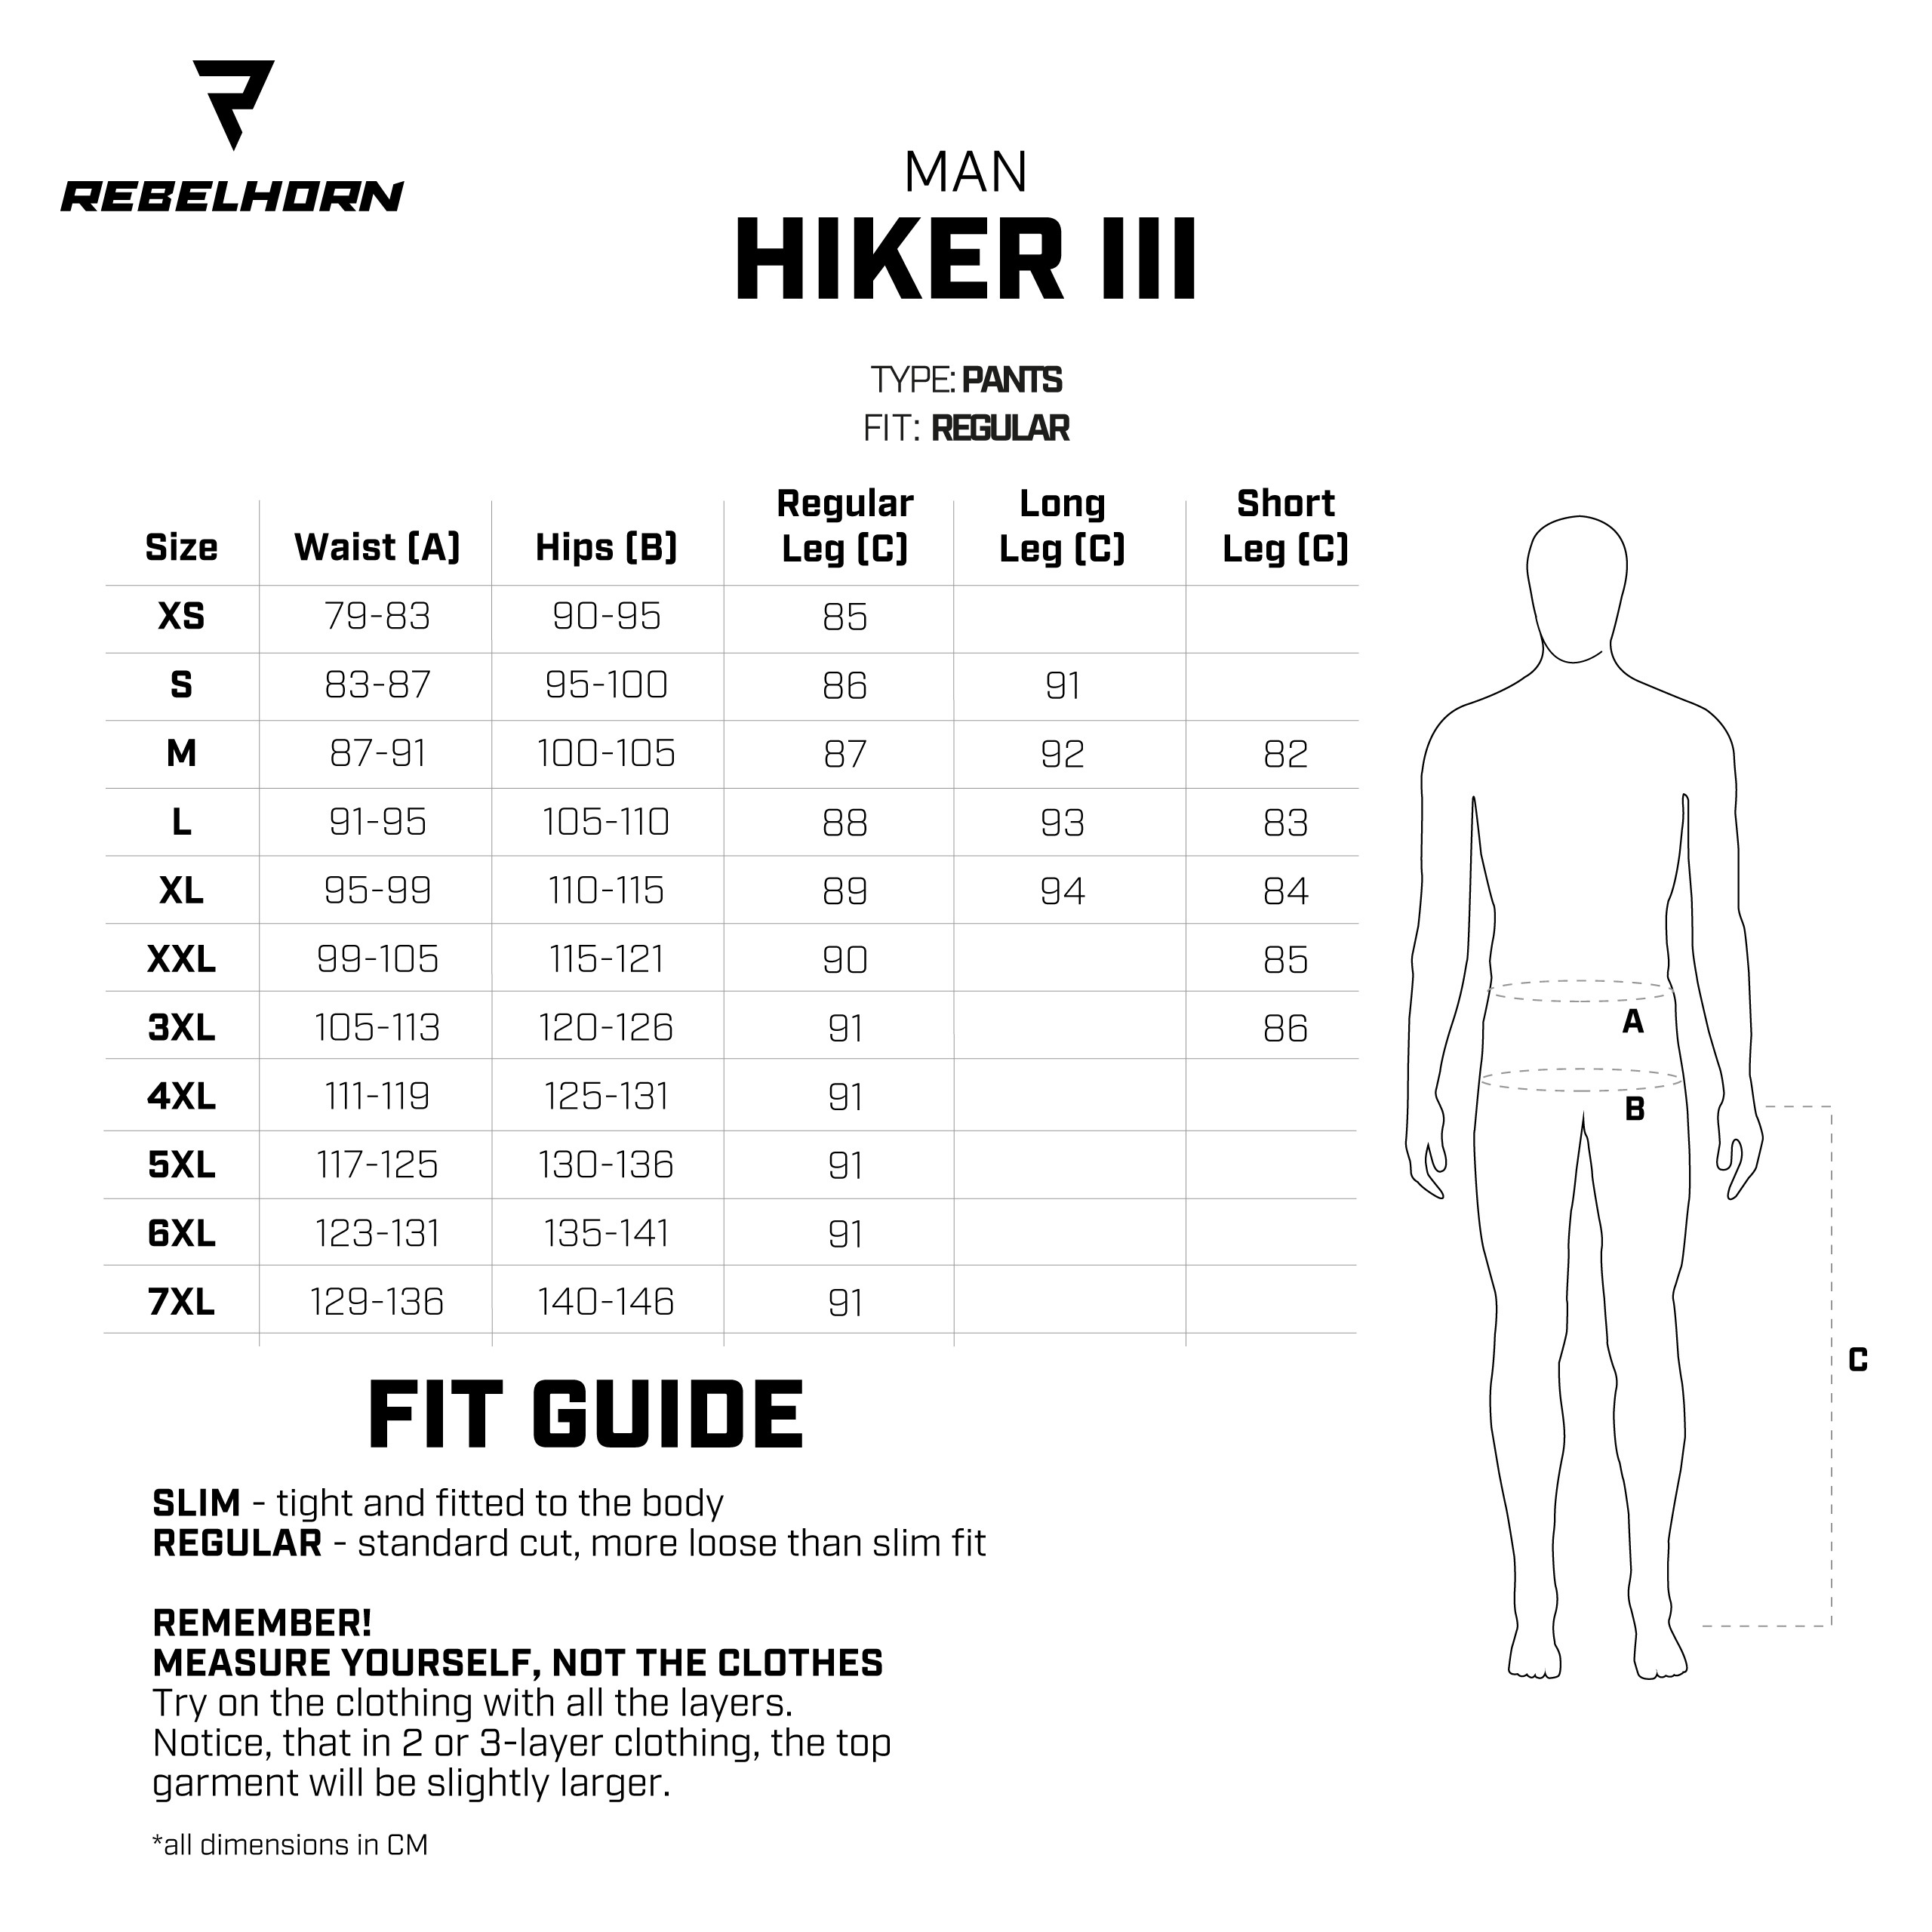 REBELHORN
MAN
HIKER III
TYPE: PANTS
FIT: REGULAR
Size Waist (A) Hips (B) Regular Leg (C) Long Leg (C) Short Leg (C)
XS 79-83 90-95 85
S 83-87 95-100 86 91
M 87-91 100-105 87 92 82
L 91-95 105-110 88 93 83
XL 95-99 110-115 89 94 84
XXL 99-105 115-121 90 85
3XL 105-113 120-126 91 86
4XL 111-119 125-131 91
5XL 117-125 130-136 91
6XL 123-131 135-141 91
7XL 129-136 140-146 91
A
B
C
FIT GUIDE
SLIM - tight and fitted to the body
REGULAR - standard cut, more loose than slim fit
REMEMBER!
MEASURE YOURSELF, NOT THE CLOTHES
Try on the clothing with all the layers.
Notice, that in 2 or 3-layer clothing, the top
garment will be slightly larger.
*all dimensions in CM